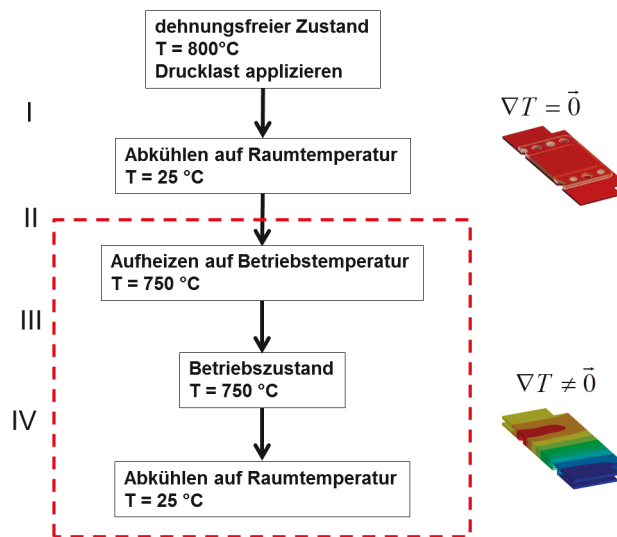 dehnungsfreier Zustand
T = 800°C
Drucklast applizieren
I
∇T = 0⃗
Abkühlen auf Raumtemperatur
T = 25 °C
II
Aufheizen auf Betriebstemperatur
T = 750 °C
III
Betriebszustand
T = 750 °C
∇T ≠ 0⃗
IV
Abkühlen auf Raumtemperatur
T = 25 °C